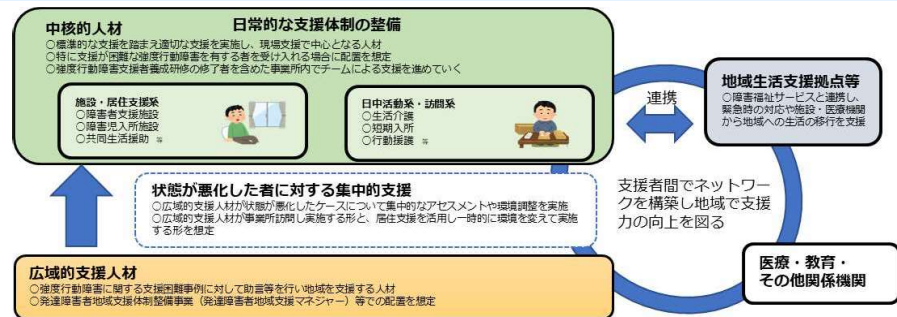 日常的な支援体制の整備
中核的人材
○標準的な支援を踏まえ適切な支援を実施し、現場支援で中心となる人材
○特に支援が困難な強度行動障害を有する者を受け入れる場合に配置を想定
○強度行動障害支援者養成研修の修了者を含めた事業所内でチームによる支援を進めていく
施設・居住支援系
○障害者支援施設
○障害児入所施設
○共同生活援助 等
日中活動系・訪問系
○生活介護
○短期入所
○行動援護 等
連携
地域生活支援拠点等
○障害福祉サービスと連携し、
緊急時の対応や施設・医療機関
から地域への生活の移行を支援
状態が悪化した者に対する集中的支援
○広域的支援人材が状態が悪化したケースについて集中的なアセスメントや環境調整を実施
○広域的支援人材が事業所訪問し実施する形と、居住支援を活用し一時的に環境を変えて実施
する形を想定
支援者間でネットワー
クを構築し地域で支援
力の向上を図る
広域的支援人材
○強度行動障害に関する支援困難事例に対して助言等を行い地域を支援する人材
○発達障害者地域支援体制整備事業（発達障害者地域支援マネジャー）等での配置を想定
医療・教育・
その他関係機関